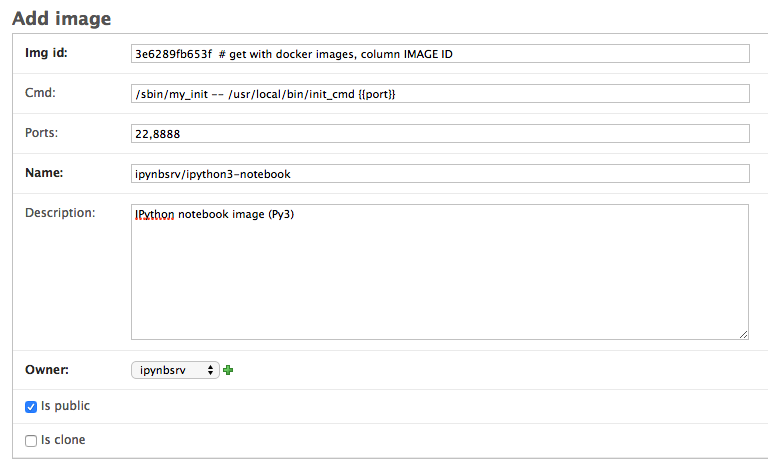 Add image
Img id: 3e6289fb653f # get with docker images, column IMAGE ID
Cmd: /sbin/my_init -- /usr/local/bin/init_cmd {{port}}
Ports: 22,8888
Name: ipynbsrv/ipython3-notebook
Description: IPython notebook image (Py3)
Owner: ipynbsrv
Is public
Is clone